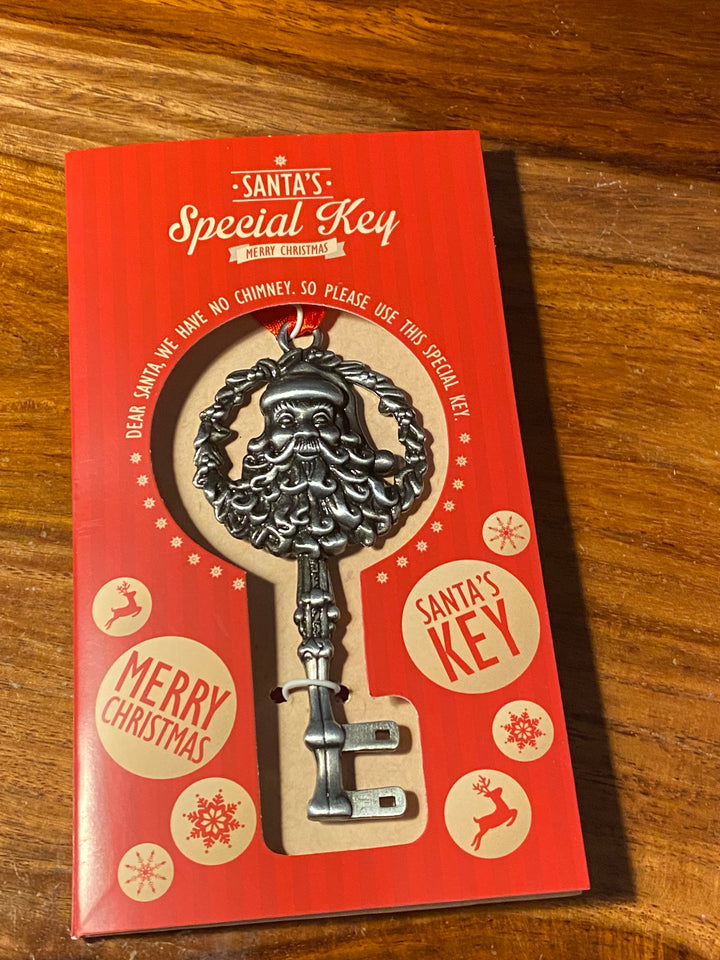 ·SANTA'S·
Special Key
MERRY CHRISTMAS
DEAR SANTA, WE HAVE NO CHIMNEY. SO PLEASE USE THIS SPECIAL KEY.
SANTA'S
KEY
MERRY
CHRISTMAS